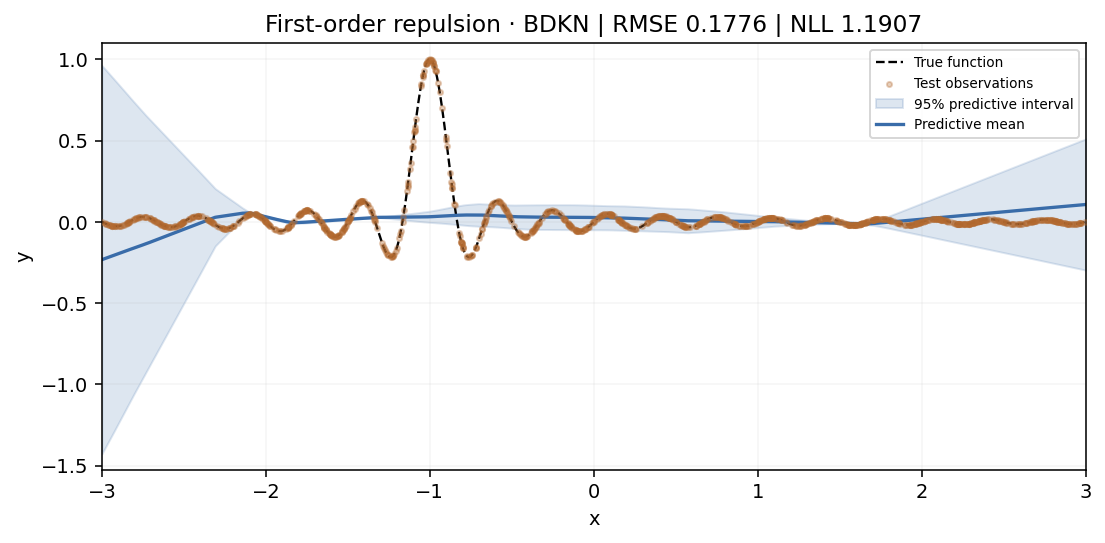 First-order repulsion · BDKN | RMSE 0.1776 | NLL 1.1907
True function
Test observations
95% predictive interval
Predictive mean
1.0
0.5
0.0
−0.5
−1.0
−1.5
y
−3
−2
−1
0
1
2
3
x